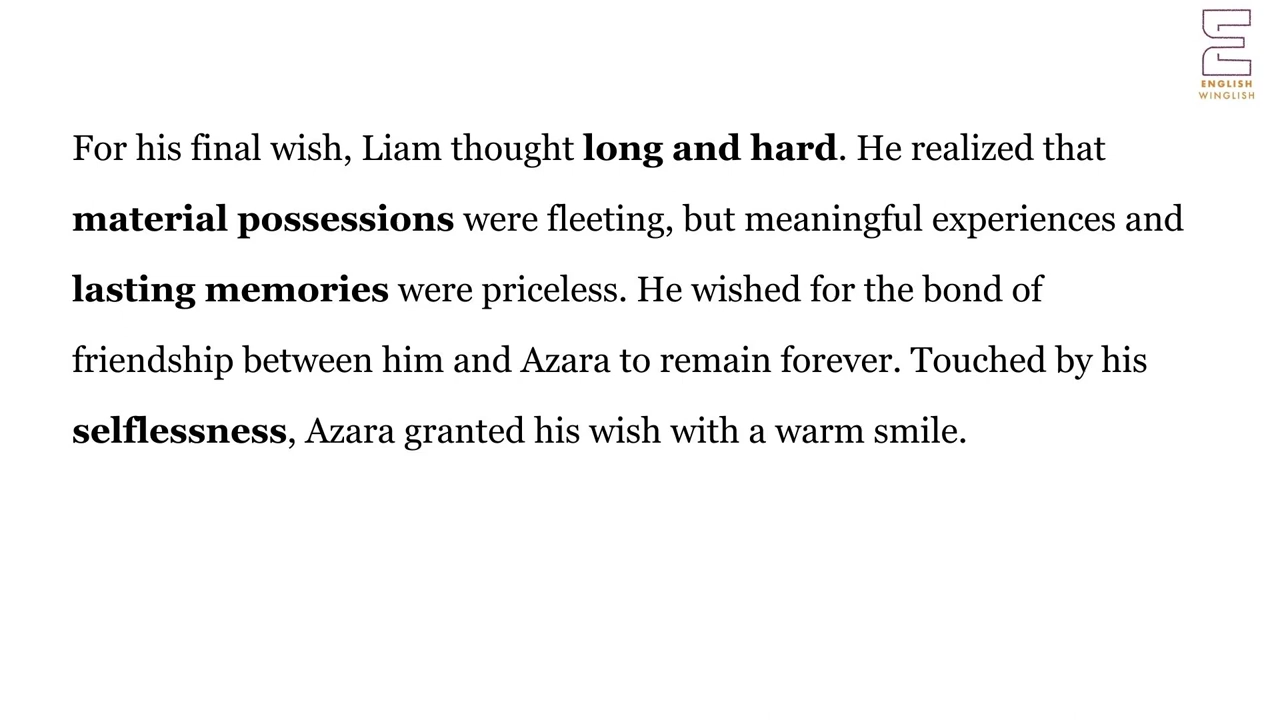 ENGLISH
WINGLISH
For his final wish, Liam thought long and hard. He realized that
material possessions were fleeting, but meaningful experiences and
lasting memories were priceless. He wished for the bond of
friendship between him and Azara to remain forever. Touched by his
selflessness, Azara granted his wish with a warm smile.